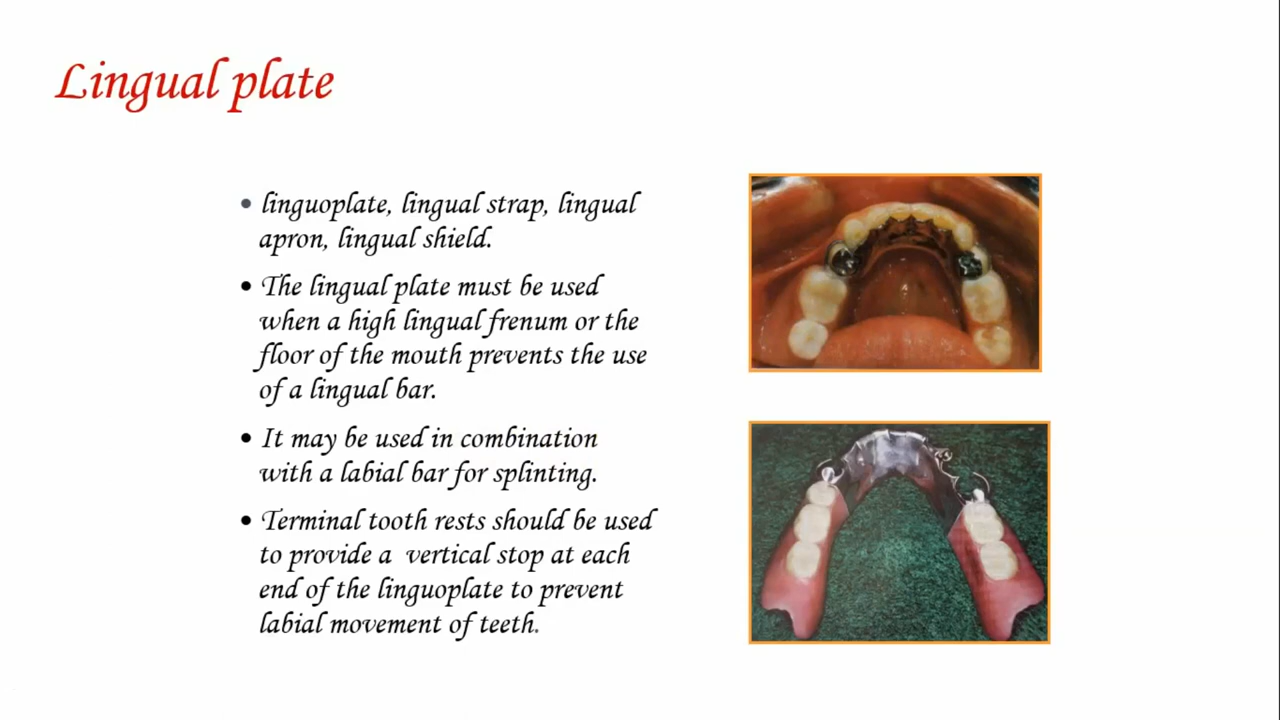 Lingual plate
• linguoplate, lingual strap, lingual
apron, lingual shield.
• The lingual plate must be used
when a high lingual frenum or the
floor of the mouth prevents the use
of a lingual bar.
• It may be used in combination
with a labial bar for splinting.
• Terminal tooth rests should be used
to provide a vertical stop at each
end of the linguoplate to prevent
labial movement of teeth.